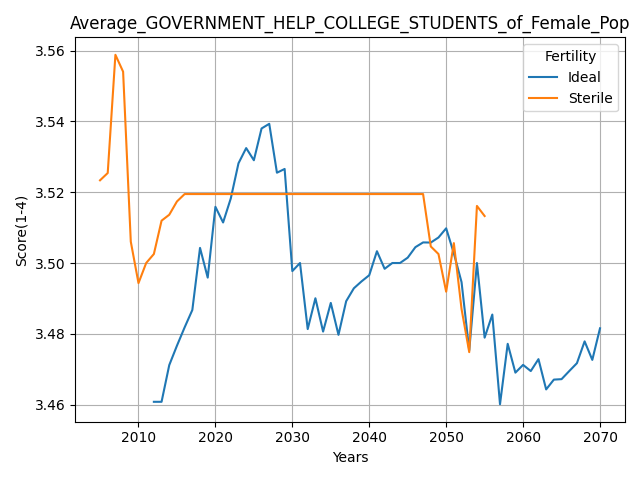 Average_GOVERNMENT_HELP_COLLEGE_STUDENTS_of_Female_Pop
Fertility
Ideal
Sterile
Score(1-4)
3.56
3.54
3.52
3.50
3.48
3.46
2010 2020 2030 2040 2050 2060 2070
Years